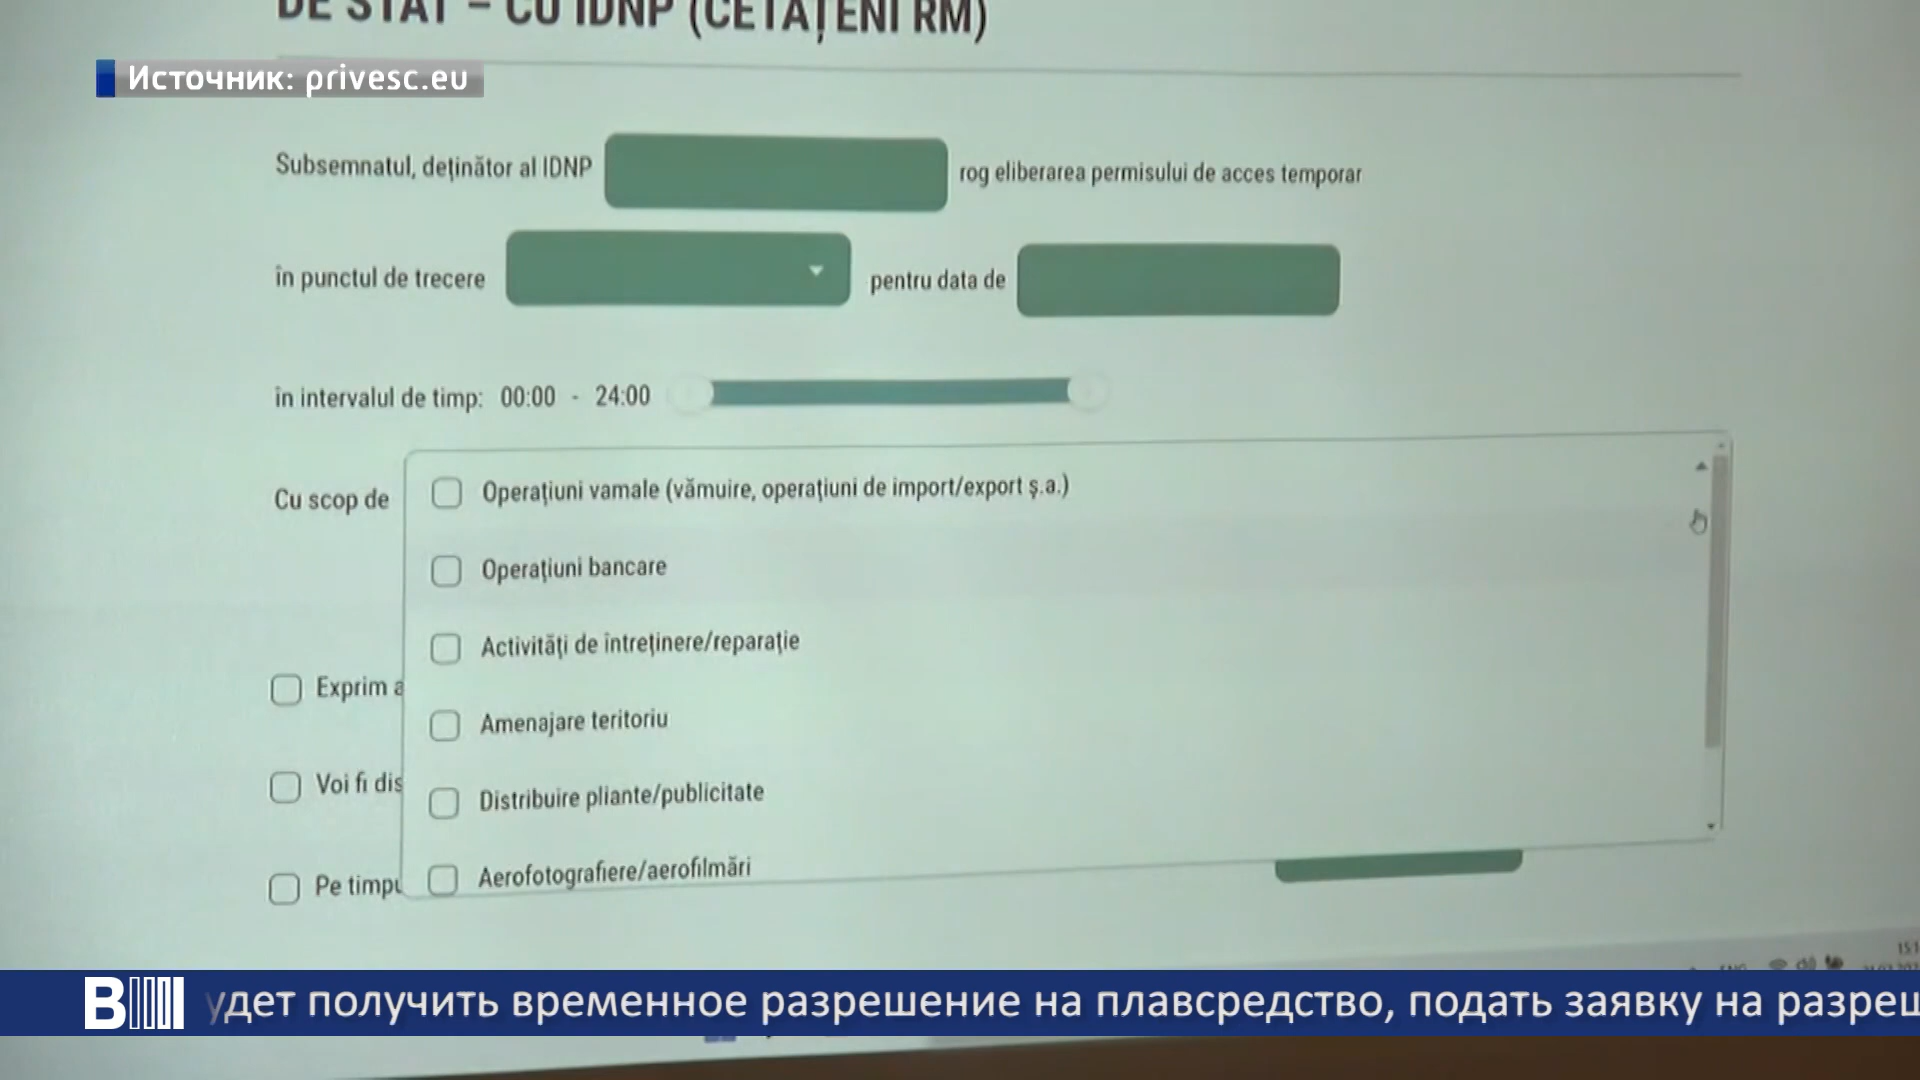 DE STAT – CU IDNP (CETAȚENI RM)
Источник: privesc.eu
Subsemnatul, deținător al IDNP rog eliberarea permisului de acces temporar
în punctul de trecere pentru data de
în intervalul de timp: 00:00 - 24:00
Cu scop de
Operațiuni vamale (vămuire, operațiuni de import/export ș.a.)
Operațiuni bancare
Activități de întreținere/reparație
Exprim a
Amenajare teritoriu
Voi fi dis
Distribuire pliante/publicitate
Pe timpu
Aerofotografiere/aerofilmări
удет получить временное разрешение на плавсредство, подать заявку на разреш